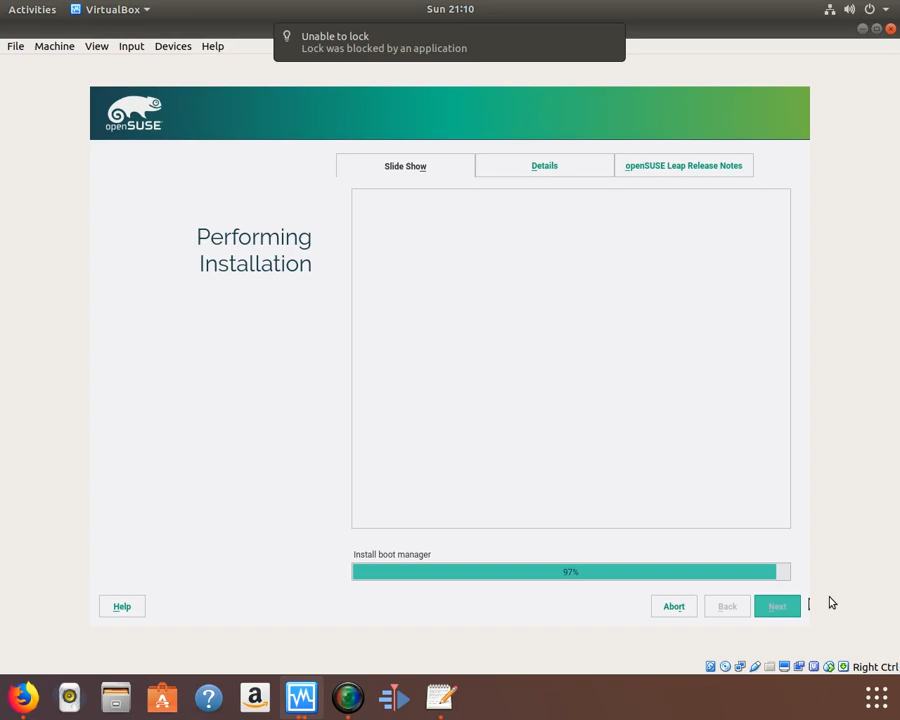 Activities VirtualBox Sun 21:10
Unable to lock
Lock was blocked by an application
File Machine View Input Devices Help
openSUSE
Slide Show Details openSUSE Leap Release Notes
Performing
Installation
Install boot manager
97%
Help Abort Back Next
Right Ctrl